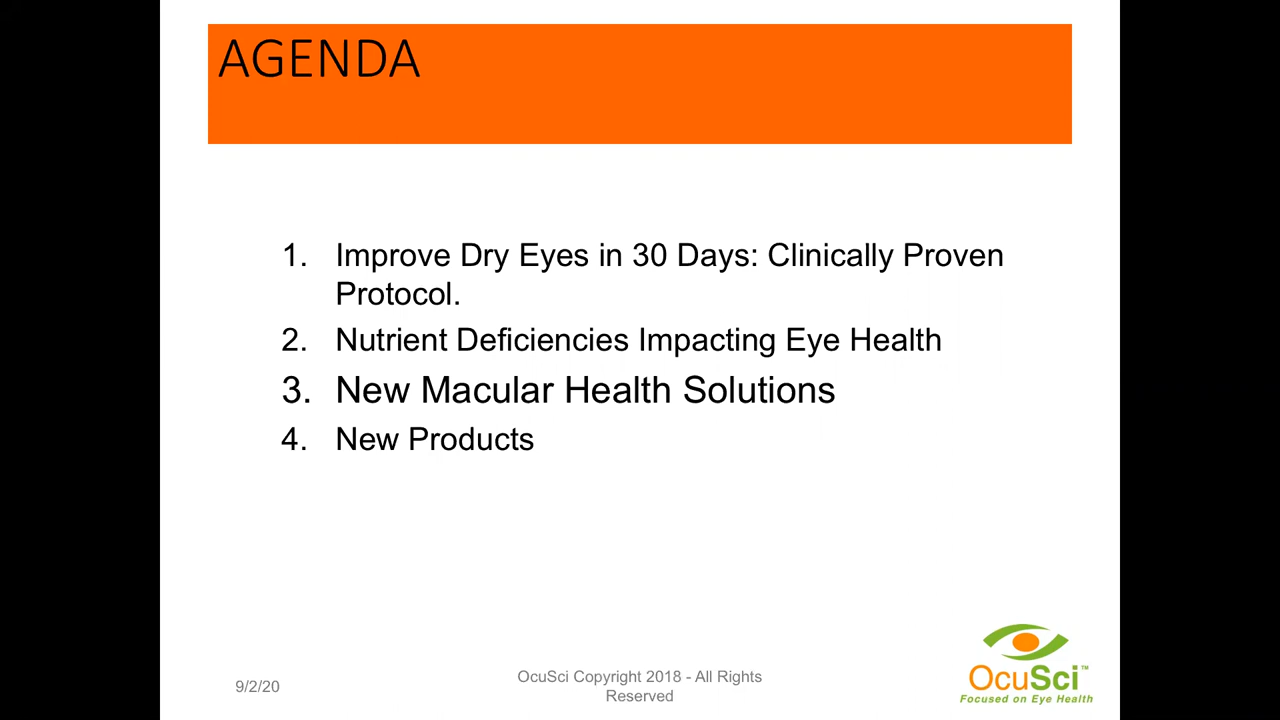 AGENDA
1. Improve Dry Eyes in 30 Days: Clinically Proven
Protocol.
2. Nutrient Deficiencies Impacting Eye Health
3. New Macular Health Solutions
4. New Products
9/2/20
OcuSci Copyright 2018 - All Rights
Reserved
OcuSci™
Focused on Eye Health